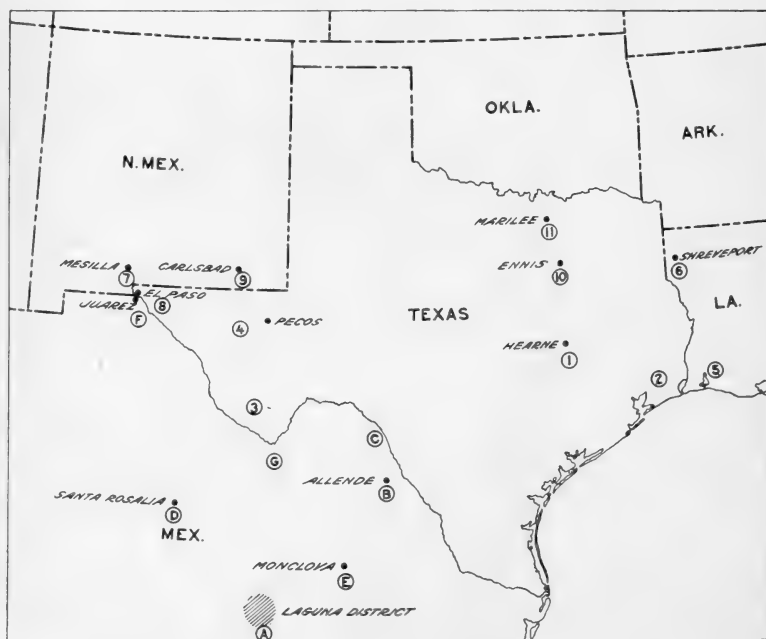 OKLA.
ARK.
N. MEX.
MARILEE
11
MESILLA
CARLSBAD
ENNIS
SHREVEPORT
7
9
10
6
EL PASO
JUAREZ
8
F
4
PECOS
TEXAS
LA.
HEARNE
1
2
5
3
C
G
ALLENDE
B
SANTA ROSALIA
D
MEX.
MONCLOVA
E
LAGUNA DISTRICT
A